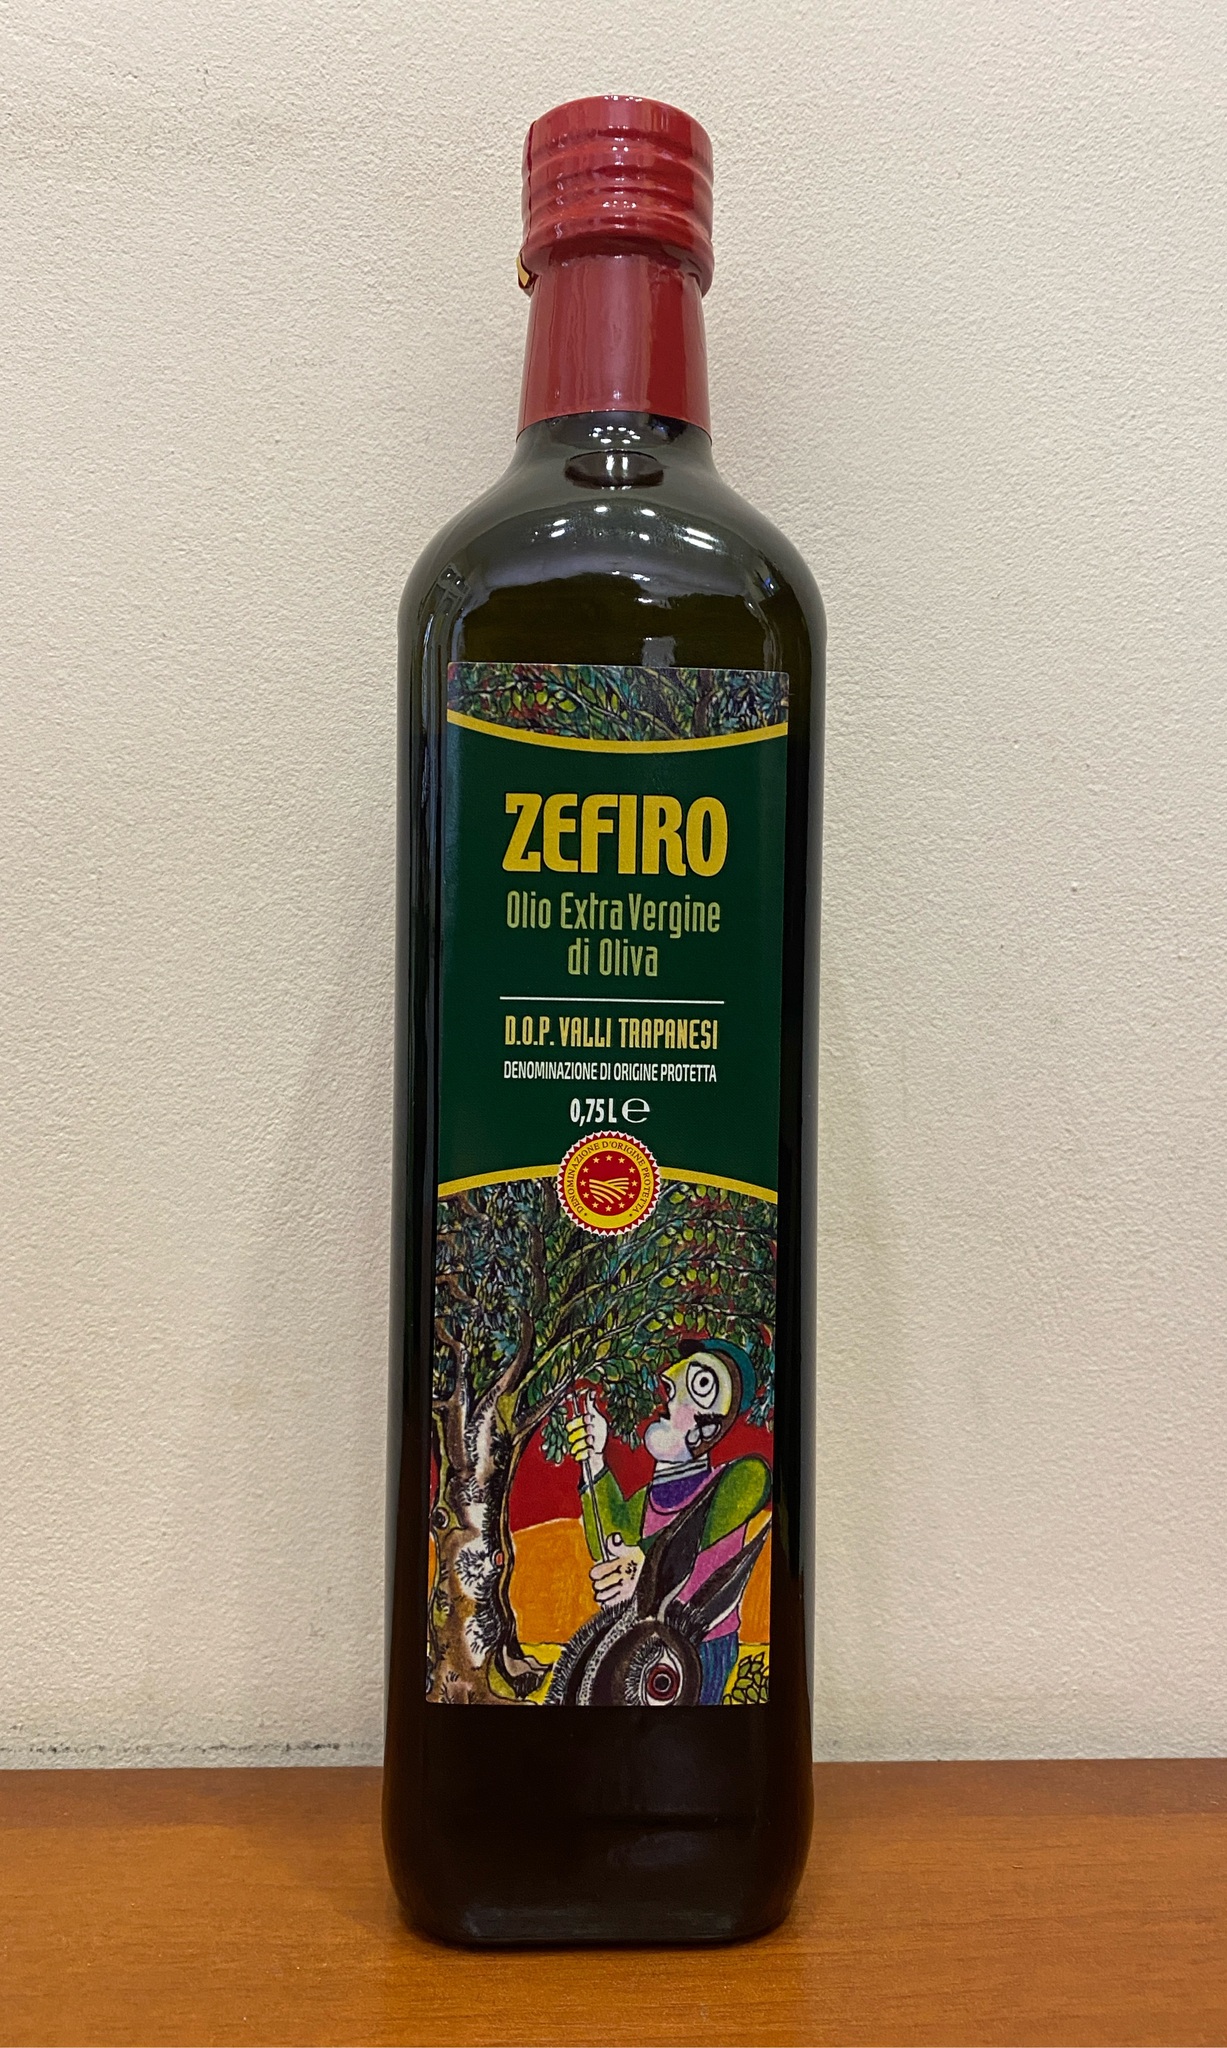 ZEFIRO
Olio Extra Vergine
di Oliva
D.O.P. VALLI TRAPANESI
DENOMINAZIONE DI ORIGINE PROTETTA
0,75 L ℮
DENOMINAZIONE D'ORIGINE PROTETTA